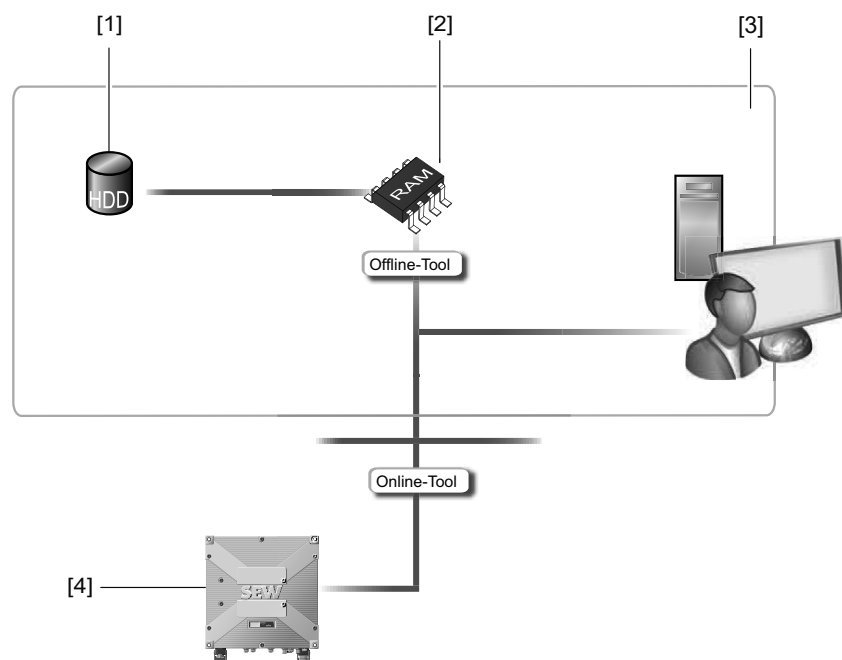 [1]
[2]
[3]
HDD
RAM
Offline-Tool
Online-Tool
[4]
SEW